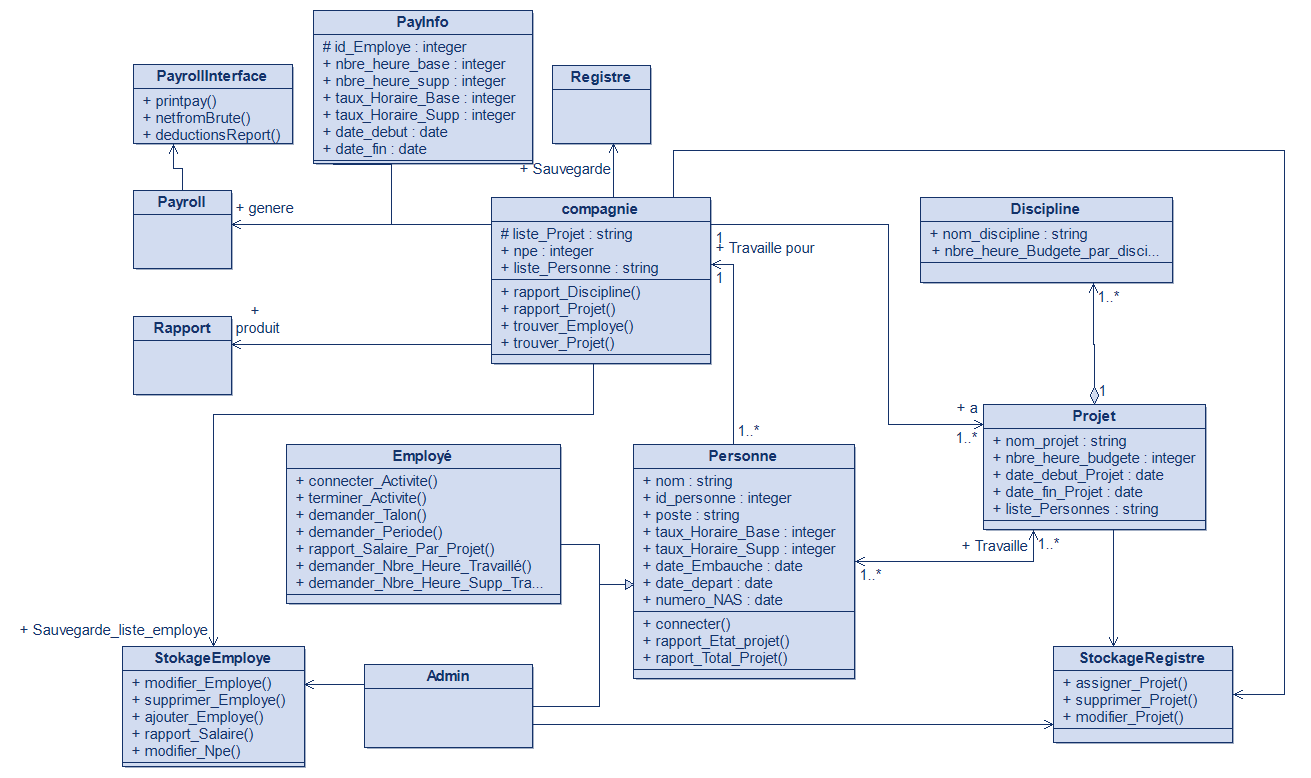 PayInfo
# id_Employe : integer
+ nbre_heure_base : integer
+ nbre_heure_supp : integer
+ taux_Horaire_Base : integer
+ taux_Horaire_Supp : integer
+ date_debut : date
+ date_fin : date
PayrollInterface
+ printpay()
+ netfromBrute()
+ deductionsReport()
Registre
+ Sauvegarde
Payroll
+ genere
compagnie
# liste_Projet : string
+ npe : integer
+ liste_Personne : string
+ rapport_Discipline()
+ rapport_Projet()
+ trouver_Employe()
+ trouver_Projet()
1
+ Travaille pour
1
Discipline
+ nom_discipline : string
+ nbre_heure_Budgete_par_disci...
1..*
Rapport
+
produit
1
+ a
1..*
Projet
+ nom_projet : string
+ nbre_heure_budgete : integer
+ date_debut_Projet : date
+ date_fin_Projet : date
+ liste_Personnes : string
1..*
Employé
+ connecter_Activite()
+ terminer_Activite()
+ demander_Talon()
+ demander_Periode()
+ rapport_Salaire_Par_Projet()
+ demander_Nbre_Heure_Travaillé()
+ demander_Nbre_Heure_Supp_Tra...
Personne
+ nom : string
+ id_personne : integer
+ poste : string
+ taux_Horaire_Base : integer
+ taux_Horaire_Supp : integer
+ date_Embauche : date
+ date_depart : date
+ numero_NAS : date
+ connecter()
+ rapport_Etat_projet()
+ raport_Total_Projet()
+ Travaille
1..*
1..*
+ Sauvegarde_liste_employe
StokageEmploye
+ modifier_Employe()
+ supprimer_Employe()
+ ajouter_Employe()
+ rapport_Salaire()
+ modifier_Npe()
Admin
StockageRegistre
+ assigner_Projet()
+ supprimer_Projet()
+ modifier_Projet()